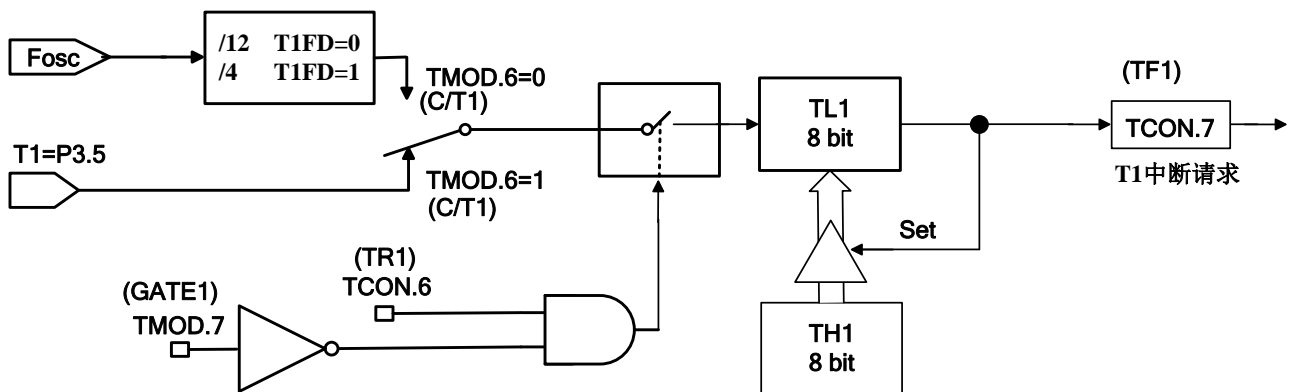 Fosc
/12 T1FD=0
/4 T1FD=1
TMOD.6=0
(C/T1)
T1=P3.5
TMOD.6=1
(C/T1)
TL1
8 bit
(TF1)
TCON.7
T1中断请求
Set
(TR1)
TCON.6
(GATE1)
TMOD.7
TH1
8 bit